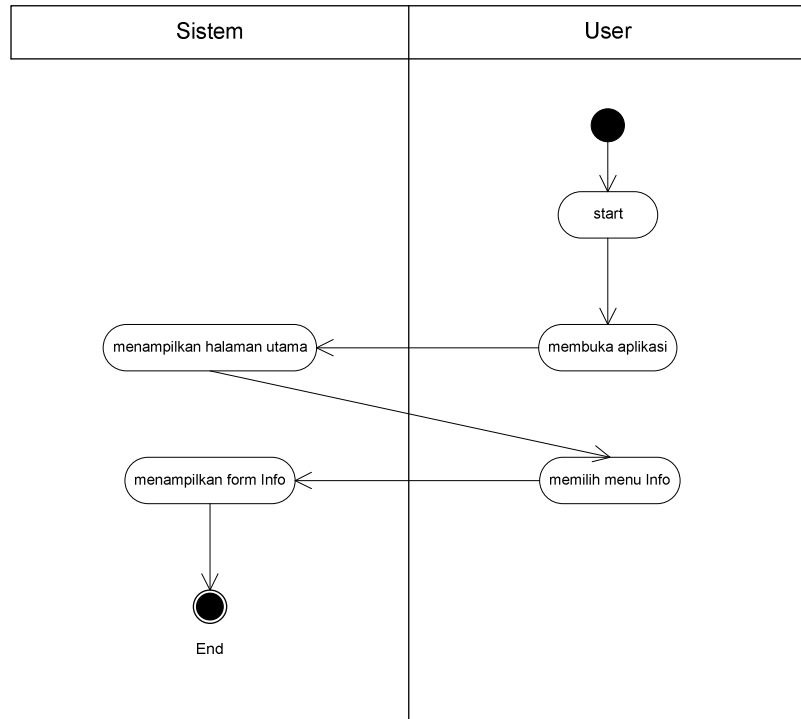 Sistem
User
start
menampilkan halaman utama
membuka aplikasi
menampilkan form Info
memilih menu Info
End